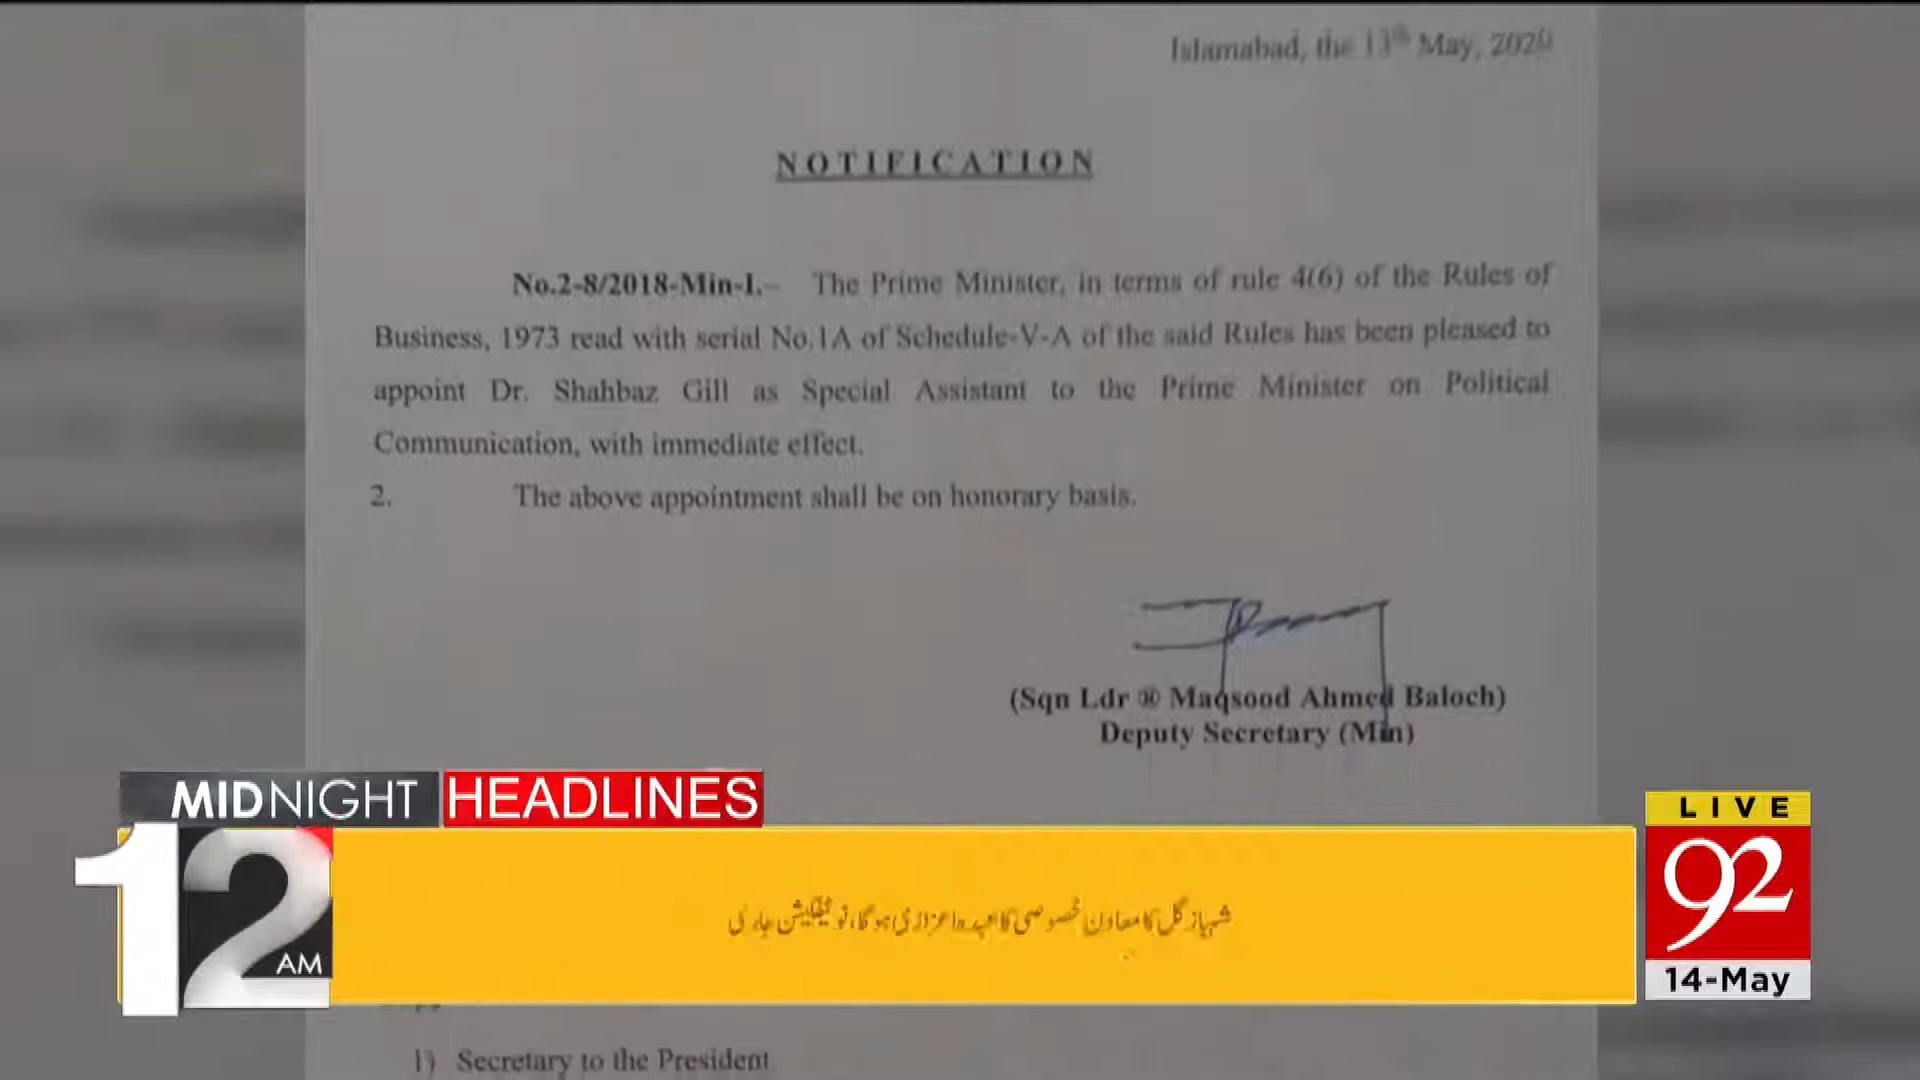 Islamabad, the 13th May, 2020
NOTIFICATION
No.2-8/2018-Min-I.– The Prime Minister, in terms of rule 4(6) of the Rules of
Business, 1973 read with serial No.1A of Schedule-V-A of the said Rules has been pleased to
appoint Dr. Shahbaz Gill as Special Assistant to the Prime Minister on Political
Communication, with immediate effect.
2. The above appointment shall be on honorary basis.
(Sqn Ldr ® Maqsood Ahmed Baloch)
Deputy Secretary (Min)
MIDNIGHT HEADLINES
12 AM
شہباز گل کا معاون خصوصی کا عہدہ اعزازی ہوگا، نوٹیفکیشن جاری
LIVE
92
14-May
1) Secretary to the President